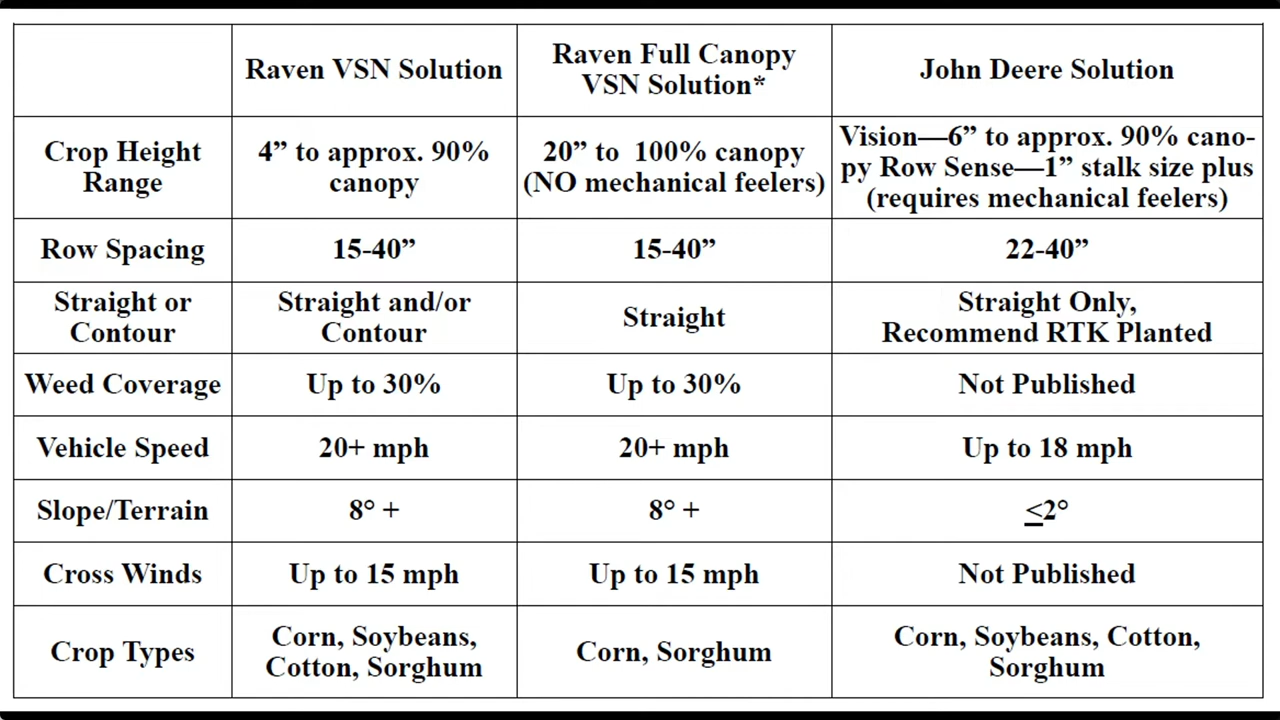 Raven VSN Solution
Raven Full Canopy
VSN Solution*
John Deere Solution
Crop Height
Range
4” to approx. 90%
canopy
20” to 100% canopy
(NO mechanical feelers)
Vision—6” to approx. 90% cano-
py Row Sense—1” stalk size plus
(requires mechanical feelers)
Row Spacing
15-40”
15-40”
22-40”
Straight or
Contour
Straight and/or
Contour
Straight
Straight Only,
Recommend RTK Planted
Weed Coverage
Up to 30%
Up to 30%
Not Published
Vehicle Speed
20+ mph
20+ mph
Up to 18 mph
Slope/Terrain
8° +
8° +
≤2°
Cross Winds
Up to 15 mph
Up to 15 mph
Not Published
Crop Types
Corn, Soybeans,
Cotton, Sorghum
Corn, Sorghum
Corn, Soybeans, Cotton,
Sorghum